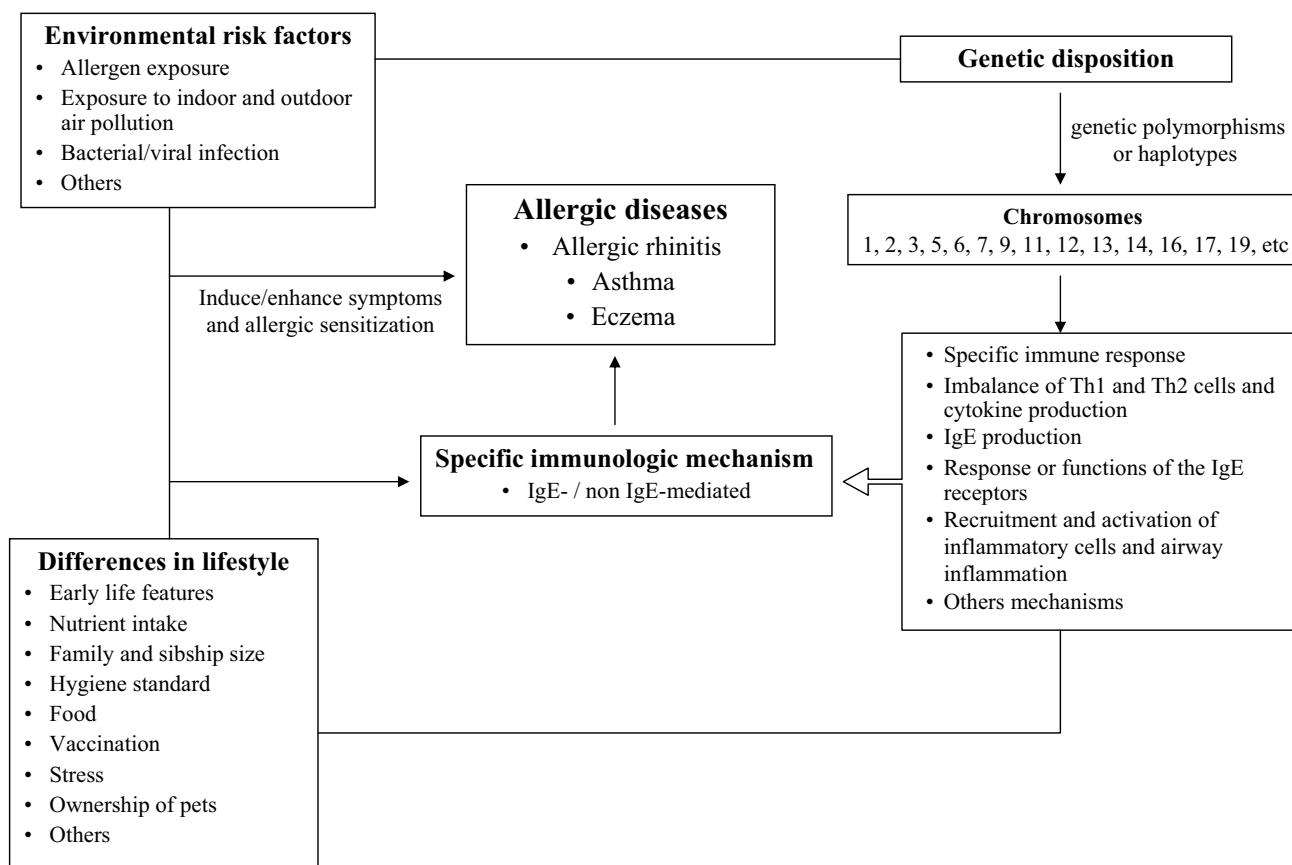 Environmental risk factors
• Allergen exposure
• Exposure to indoor and outdoor
air pollution
• Bacterial/viral infection
• Others
Genetic disposition
genetic polymorphisms
or haplotypes
Allergic diseases
• Allergic rhinitis
• Asthma
• Eczema
Chromosomes
1, 2, 3, 5, 6, 7, 9, 11, 12, 13, 14, 16, 17, 19, etc
Induce/enhance symptoms
and allergic sensitization
• Specific immune response
• Imbalance of Th1 and Th2 cells and
cytokine production
• IgE production
• Response or functions of the IgE
receptors
• Recruitment and activation of
inflammatory cells and airway
inflammation
• Others mechanisms
Specific immunologic mechanism
• IgE- / non IgE-mediated
Differences in lifestyle
• Early life features
• Nutrient intake
• Family and sibship size
• Hygiene standard
• Food
• Vaccination
• Stress
• Ownership of pets
• Others